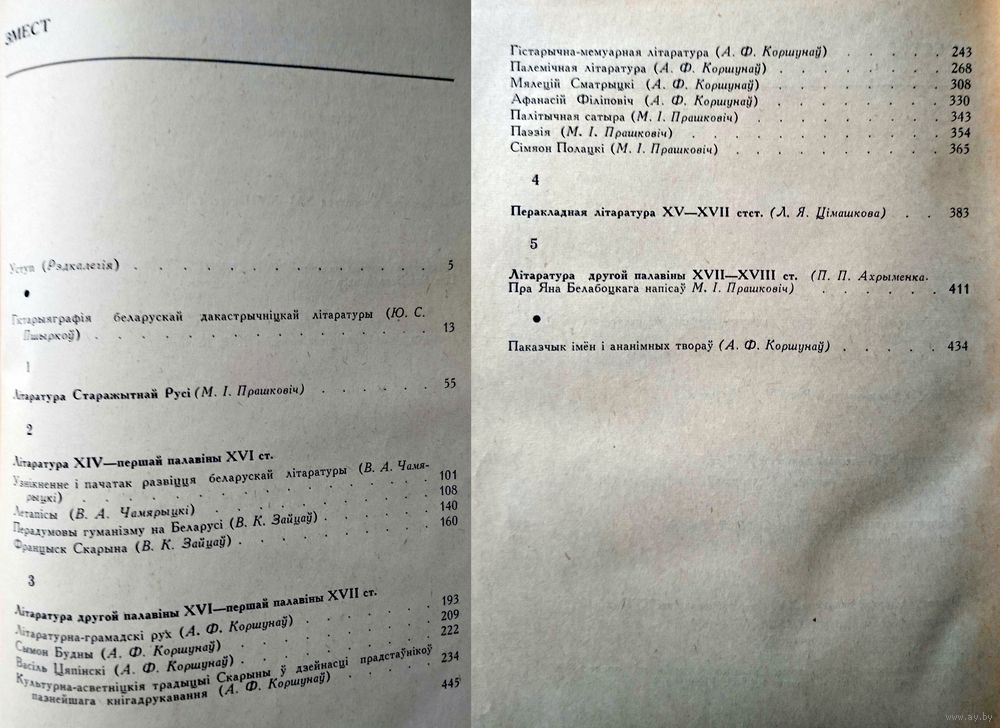 ЗМЕСТ
Уступ (Рэдкалегія) . . . . . . . . . . . . . . 5
Гістарыяграфія беларускай дакастрычніцкай літаратуры (Ю. С.
Пшыркоў) . . . . . . . . . . . . . . 13
1
Літаратура Старажытнай Русі (М. І. Прашковіч) . . . . . . 55
2
Літаратура XIV—першай палавіны XVI ст.
Узнікненне і пачатак развіцця беларускай літаратуры (В. А. Чамя-
рыцкі) . . . . . . . . . . . . . . 101
Летапісы (В. А. Чамярыцкі) . . . . . . . . . . 108
Перадумовы гуманізму на Беларусі (В. К. Зайцаў) . . . . . 140
Францыск Скарына (В. К. Зайцаў) . . . . . . . . . 160
3
Літаратура другой палавіны XVI—першай палавіны XVII ст.
Літаратурна-грамадскі рух (А. Ф. Коршунаў) . . . . . . 193
Сымон Будны (А. Ф. Коршунаў) . . . . . . . . . 209
Васіль Цяпінскі (А. Ф. Коршунаў) . . . . . . . . . 222
Культурна-асветніцкія традыцыі Скарыны ў дзейнасці прадстаўнікоў 234
пазнейшага кнігадрукавання (А. Ф. Коршунаў) . . . . . 445
Гістарычна-мемуарная літаратура (А. Ф. Коршунаў) . . . . . 243
Палемічная літаратура (А. Ф. Коршунаў) . . . . . . . 268
Мялецій Сматрыцкі (А. Ф. Коршунаў) . . . . . . . 308
Афанасій Філіповіч (А. Ф. Коршунаў) . . . . . . . 330
Палітычная сатыра (М. І. Прашковіч) . . . . . . . . 343
Паэзія (М. І. Прашковіч) . . . . . . . . . . 354
Сімяон Полацкі (М. І. Прашковіч) . . . . . . . . 365
4
Перакладная літаратура XV—XVII стст. (Л. Я. Цімашкова) . . 383
5
Літаратура другой палавіны XVII—XVIII ст. (П. П. Ахрыменка.
Пра Яна Белабоцкага напісаў М. І. Прашковіч) . . . . . . 411
Паказчык імён і ананімных твораў (А. Ф. Коршунаў) . . . . . 434
www.ay.by